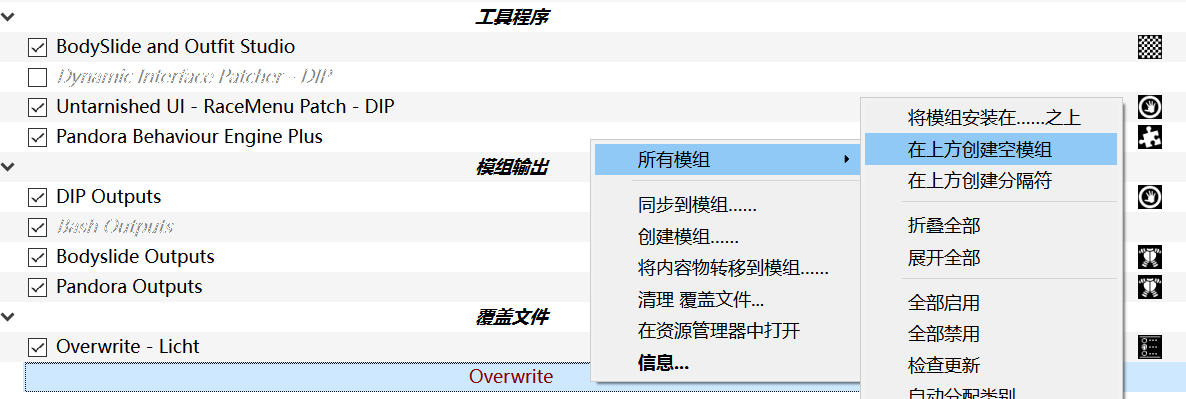 工具程序
BodySlide and Outfit Studio
Dynamic Interface Patcher - DIP
Untarnished UI - RaceMenu Patch - DIP
Pandora Behaviour Engine Plus
模组输出
DIP Outputs
Bash Outputs
Bodyslide Outputs
Pandora Outputs
覆盖文件
Overwrite - Licht
Overwrite
所有模组
同步到模组......
创建模组......
将内容物转移到模组......
清理 覆盖文件...
在资源管理器中打开
信息...
将模组安装在......之上
在上方创建空模组
在上方创建分隔符
折叠全部
展开全部
全部启用
全部禁用
检查更新
自动分配类别